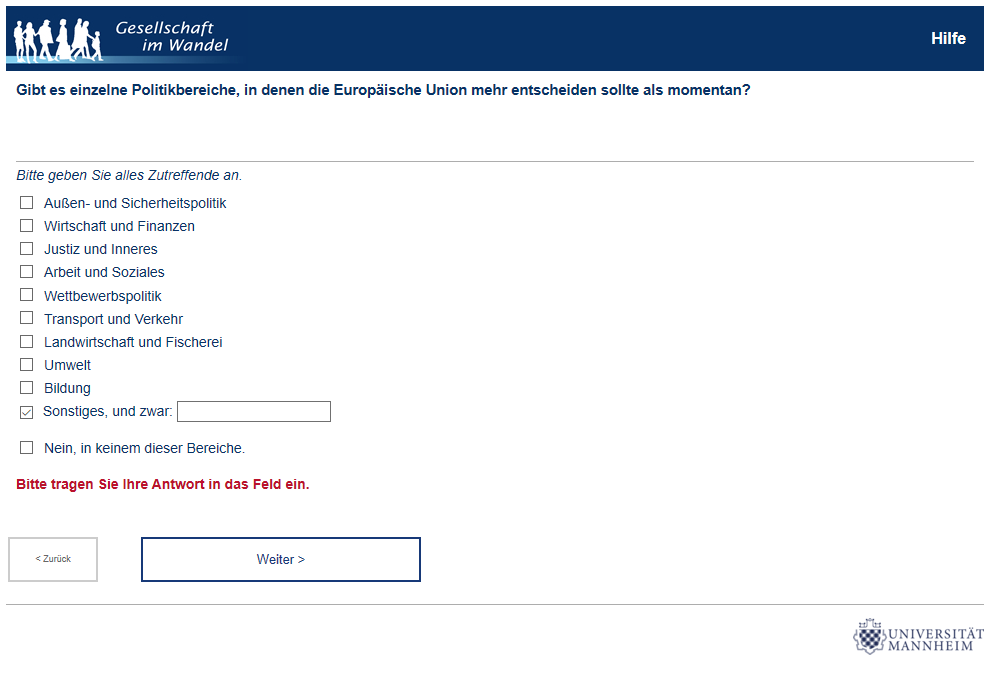 Gesellschaft
im Wandel
Hilfe
Gibt es einzelne Politikbereiche, in denen die Europäische Union mehr entscheiden sollte als momentan?
Bitte geben Sie alles Zutreffende an.
Außen- und Sicherheitspolitik
Wirtschaft und Finanzen
Justiz und Inneres
Arbeit und Soziales
Wettbewerbspolitik
Transport und Verkehr
Landwirtschaft und Fischerei
Umwelt
Bildung
Sonstiges, und zwar:
Nein, in keinem dieser Bereiche.
Bitte tragen Sie Ihre Antwort in das Feld ein.
< Zurück
Weiter >
UNIVERSITÄT
MANNHEIM